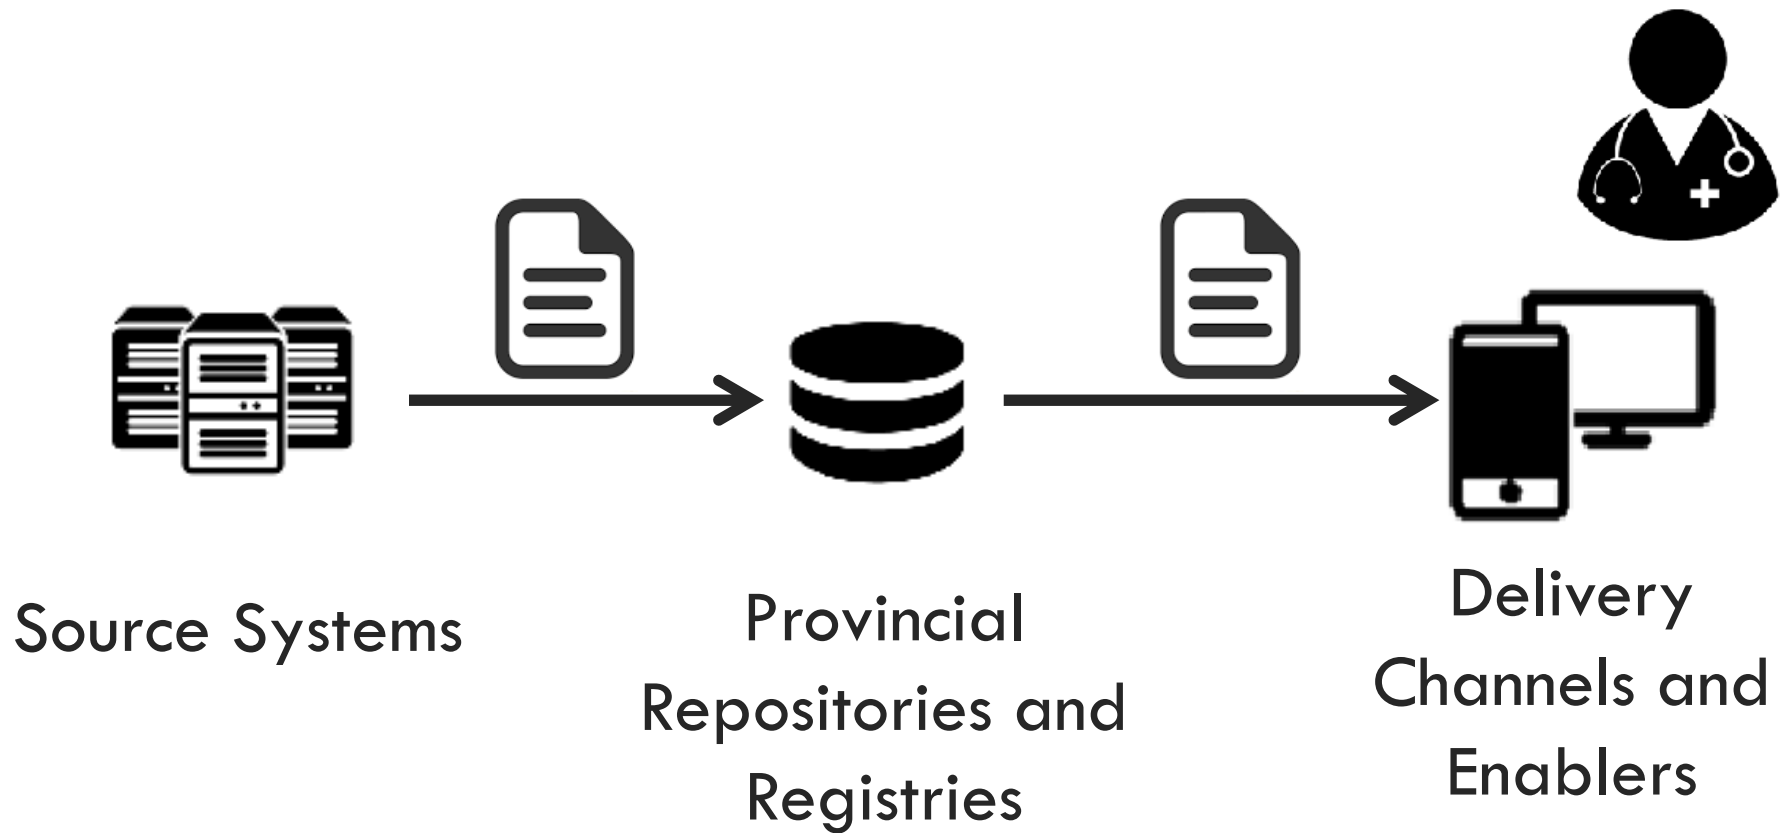 Source Systems
Provincial
Repositories and
Registries
Delivery
Channels and
Enablers